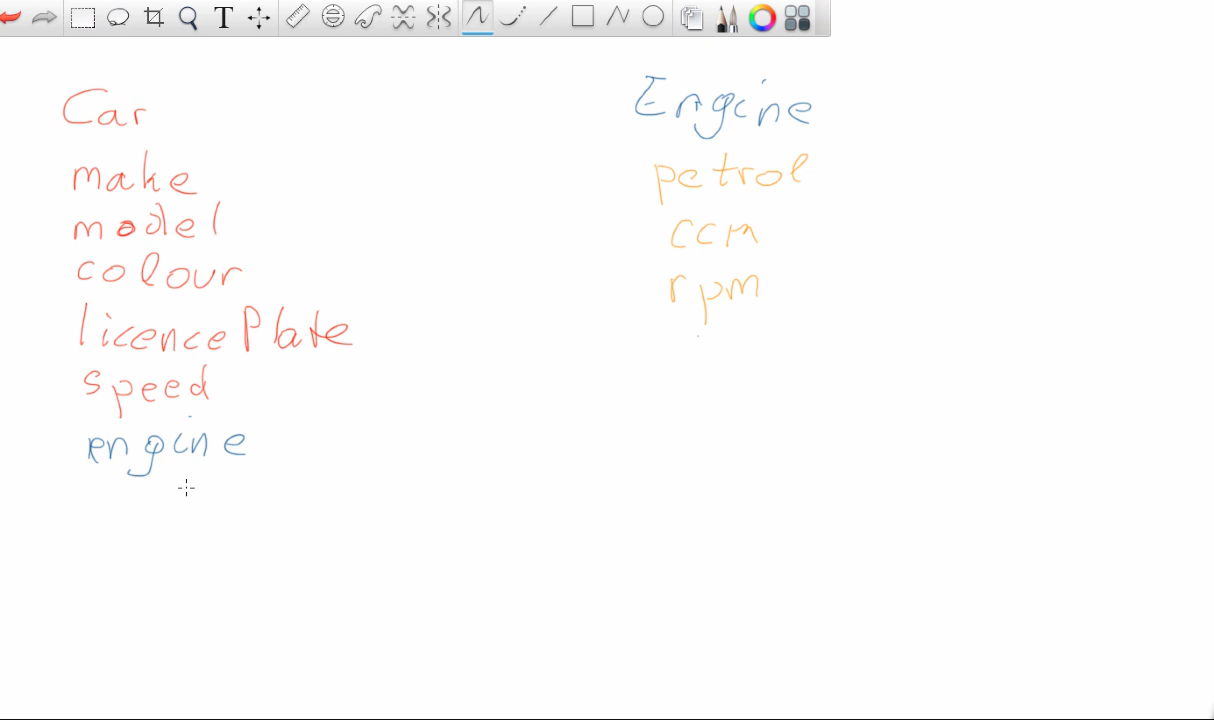 Car
make
model
colour
licencePlate
speed
engine
Engine
petrol
ccm
rpm